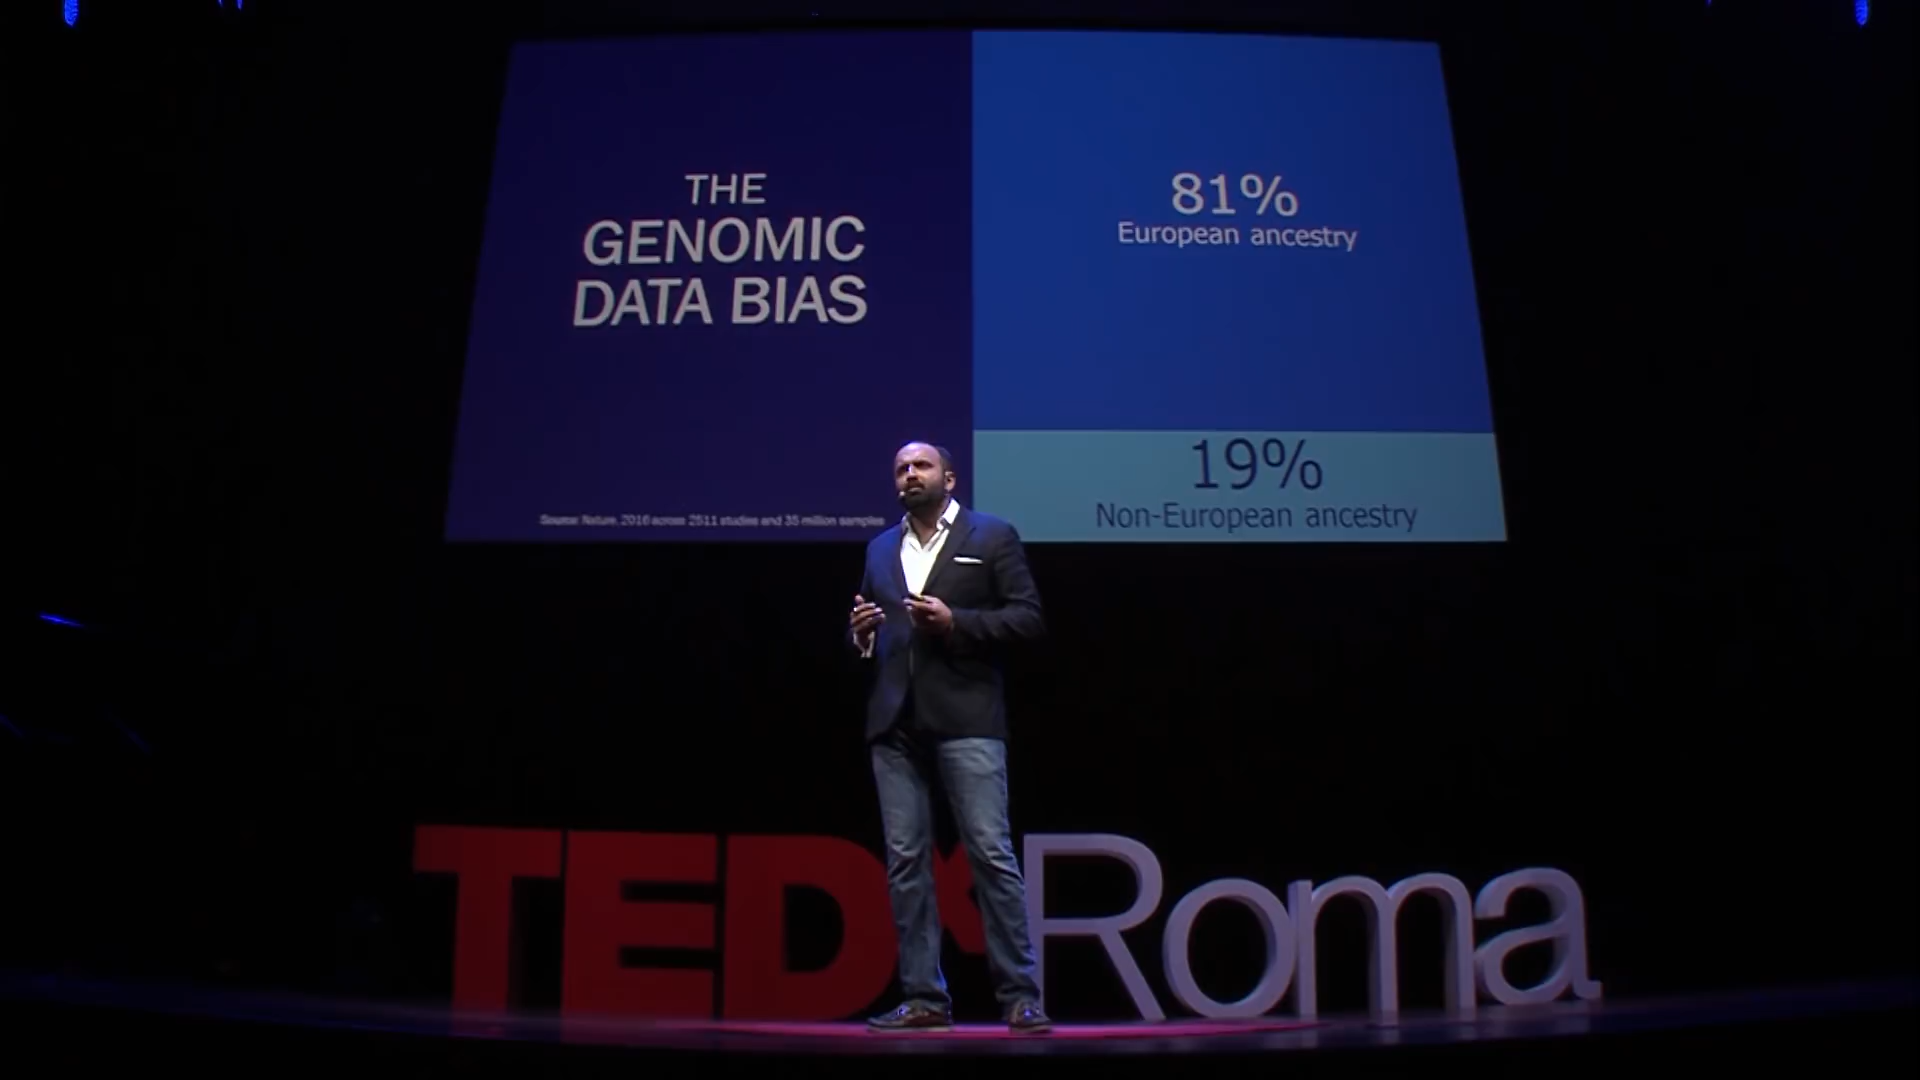 THE
GENOMIC
DATA BIAS
Source: Nature, 2016 across 2511 studies and 35 million samples
81%
European ancestry
19%
Non-European ancestry
TEDxRoma